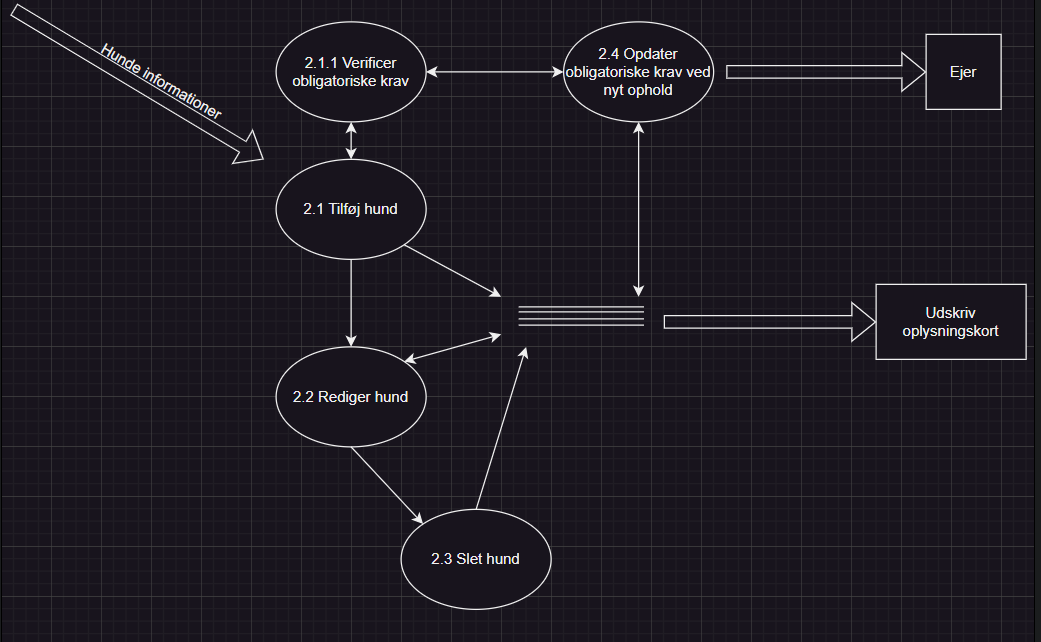 Hunde informationer
2.1.1 Verificer
obligatoriske krav
2.4 Opdater
obligatoriske krav ved
nyt ophold
Ejer
2.1 Tilføj hund
Udskriv
oplysningskort
2.2 Rediger hund
2.3 Slet hund